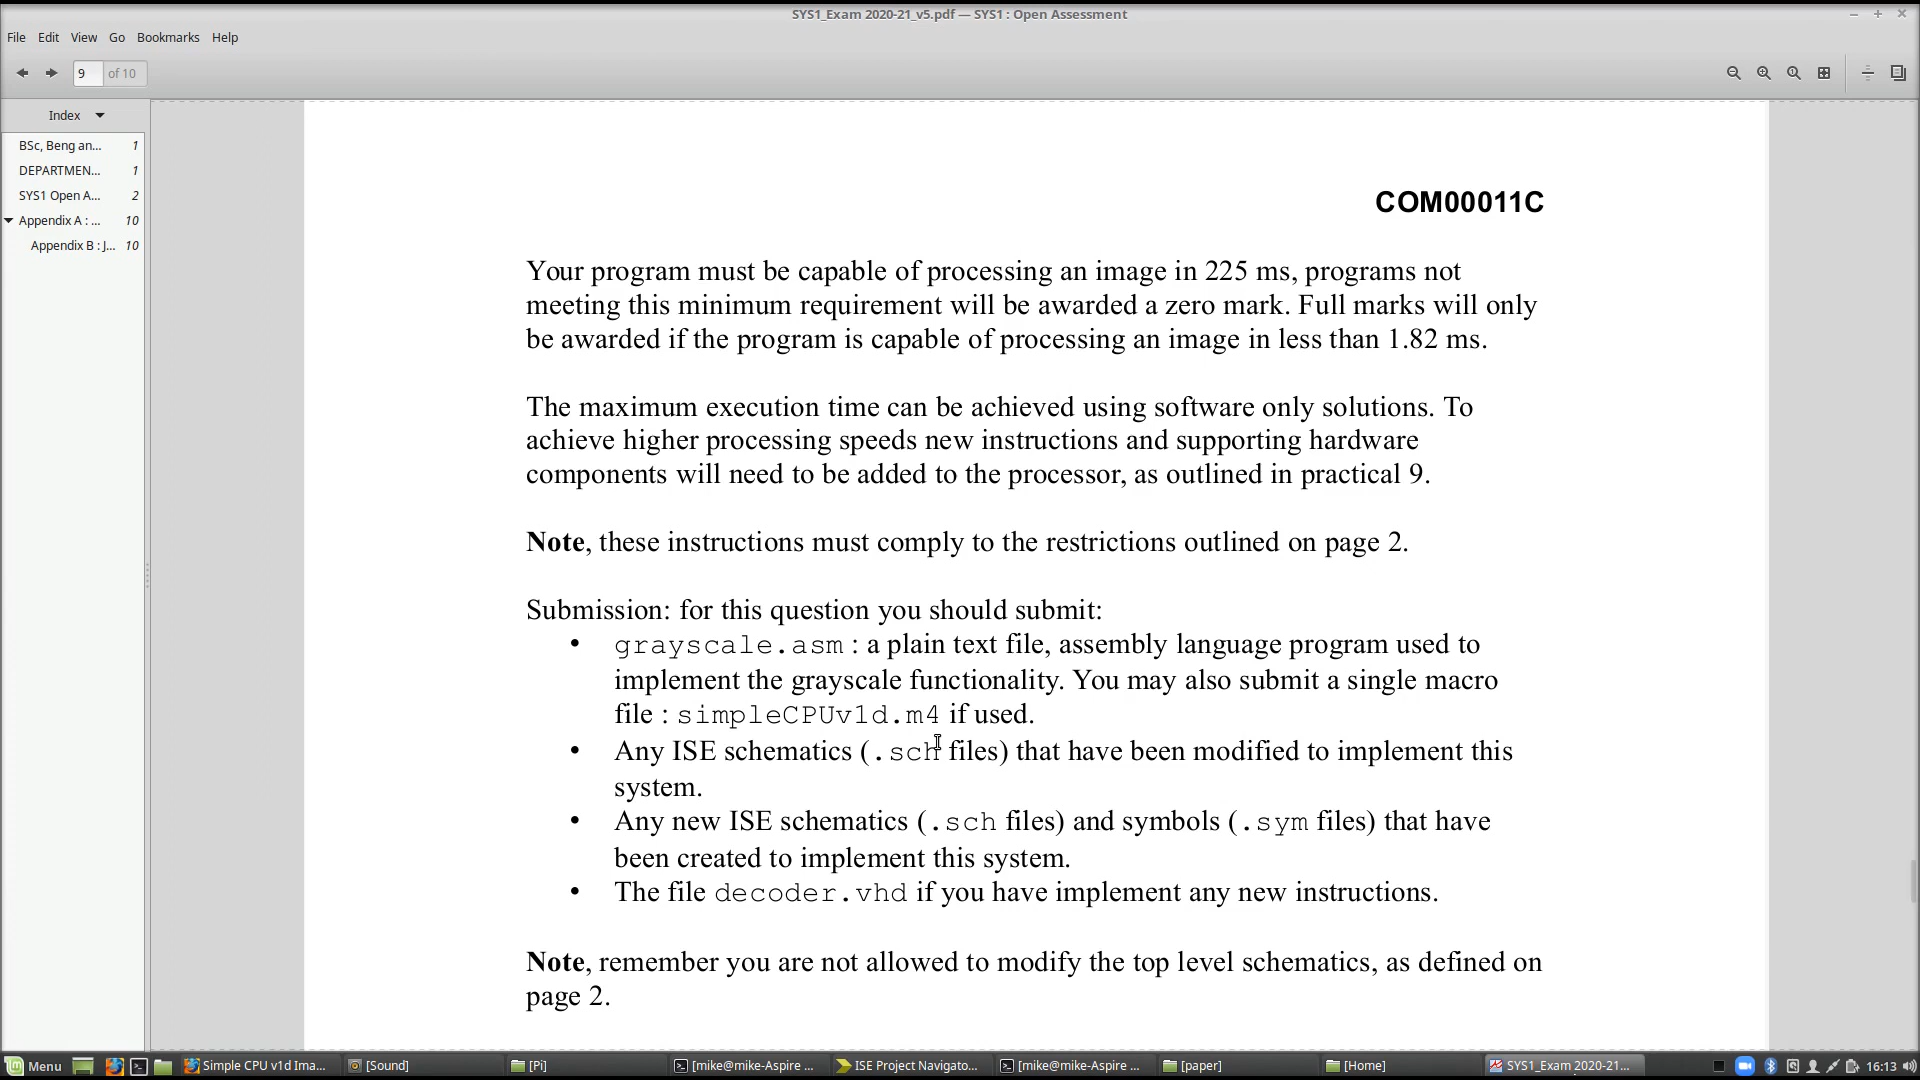 SYS1_Exam 2020-21_v5.pdf — SYS1 : Open Assessment
File Edit View Go Bookmarks Help
9 of 10
Index
BSc, Beng an... 1
DEPARTMEN... 1
SYS1 Open A... 2
Appendix A : ... 10
Appendix B : J... 10
COM00011C
Your program must be capable of processing an image in 225 ms, programs not
meeting this minimum requirement will be awarded a zero mark. Full marks will only
be awarded if the program is capable of processing an image in less than 1.82 ms.
The maximum execution time can be achieved using software only solutions. To
achieve higher processing speeds new instructions and supporting hardware
components will need to be added to the processor, as outlined in practical 9.
Note, these instructions must comply to the restrictions outlined on page 2.
Submission: for this question you should submit:
• grayscale.asm : a plain text file, assembly language program used to
implement the grayscale functionality. You may also submit a single macro
file : simpleCPUv1d.m4 if used.
• Any ISE schematics (.sch files) that have been modified to implement this
system.
• Any new ISE schematics (.sch files) and symbols (.sym files) that have
been created to implement this system.
• The file decoder.vhd if you have implement any new instructions.
Note, remember you are not allowed to modify the top level schematics, as defined on
page 2.
Menu Simple CPU v1d Ima... [Sound] [Pi] [mike@mike-Aspire ... ISE Project Navigato... [mike@mike-Aspire ... [paper] [Home] SYS1_Exam 2020-21... 16:13